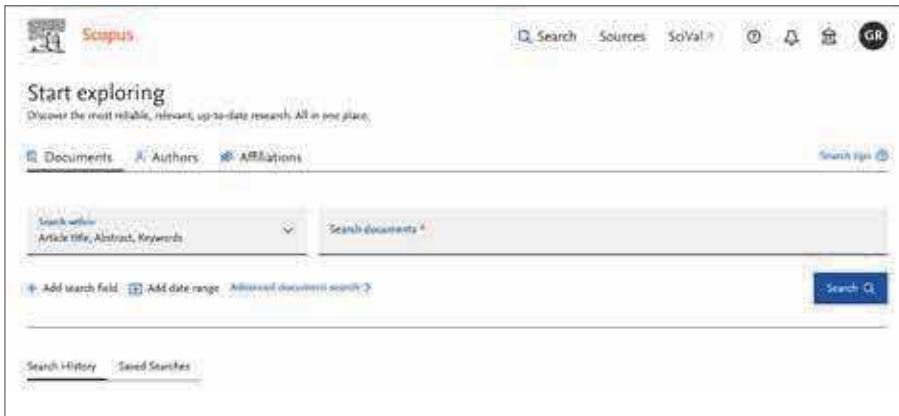 Scopus
Search Sources SciVal GR
Start exploring
Discover the most reliable, relevant, up-to-date research. All in one place.
Documents Authors Affiliations Search tips
Search within
Article title, Abstract, Keywords
Search documents *
+ Add search field Add date range Advanced document search > Search
Search History Saved Searches